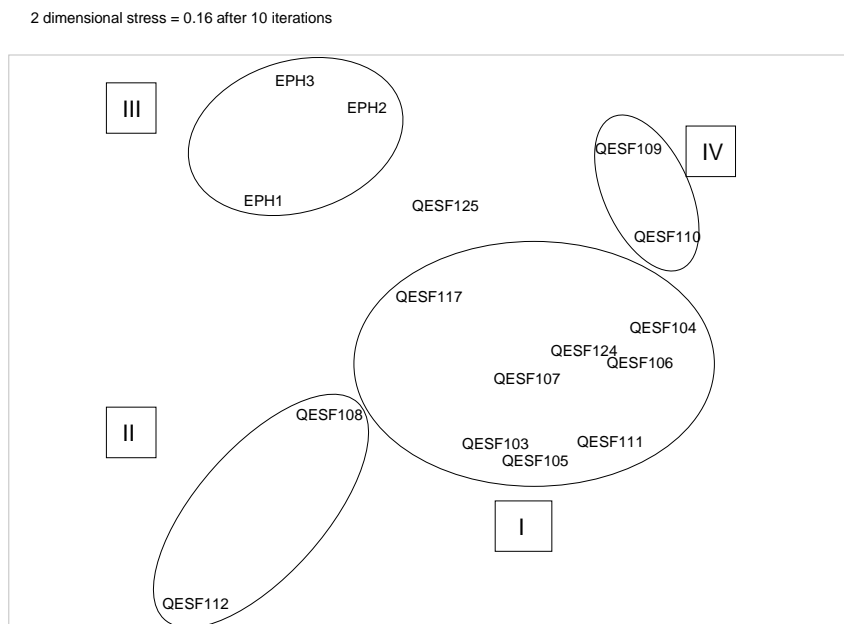 2 dimensional stress = 0.16 after 10 iterations
EPH3
III
EPH2
QESF109
IV
EPH1
QESF125
QESF110
QESF117
QESF104
QESF124
QESF106
QESF107
QESF108
II
QESF103
QESF111
QESF105
I
QESF112